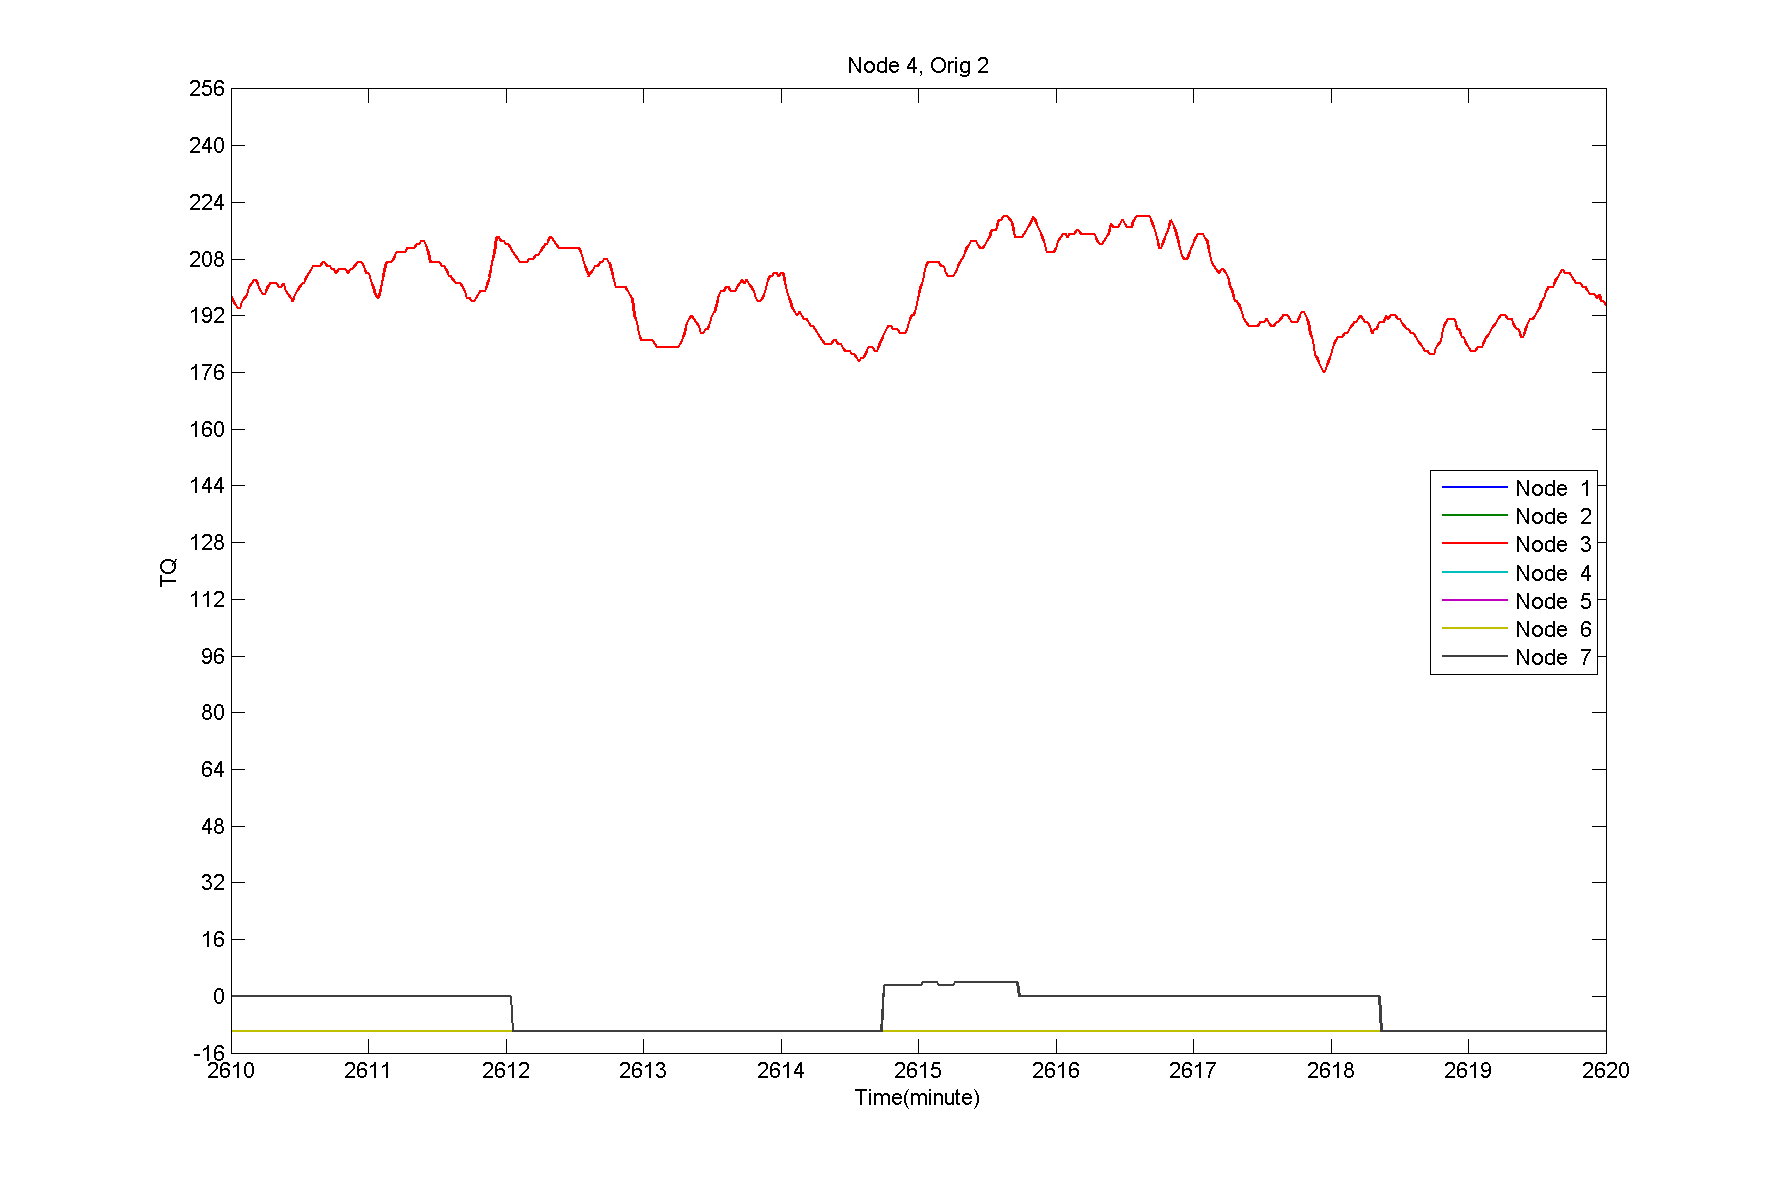 Node 4, Orig 2
256
240
224
208
192
176
160
144
128
112
96
80
64
48
32
16
0
-16
TQ
Node 1
Node 2
Node 3
Node 4
Node 5
Node 6
Node 7
2610 2611 2612 2613 2614 2615 2616 2617 2618 2619 2620
Time(minute)